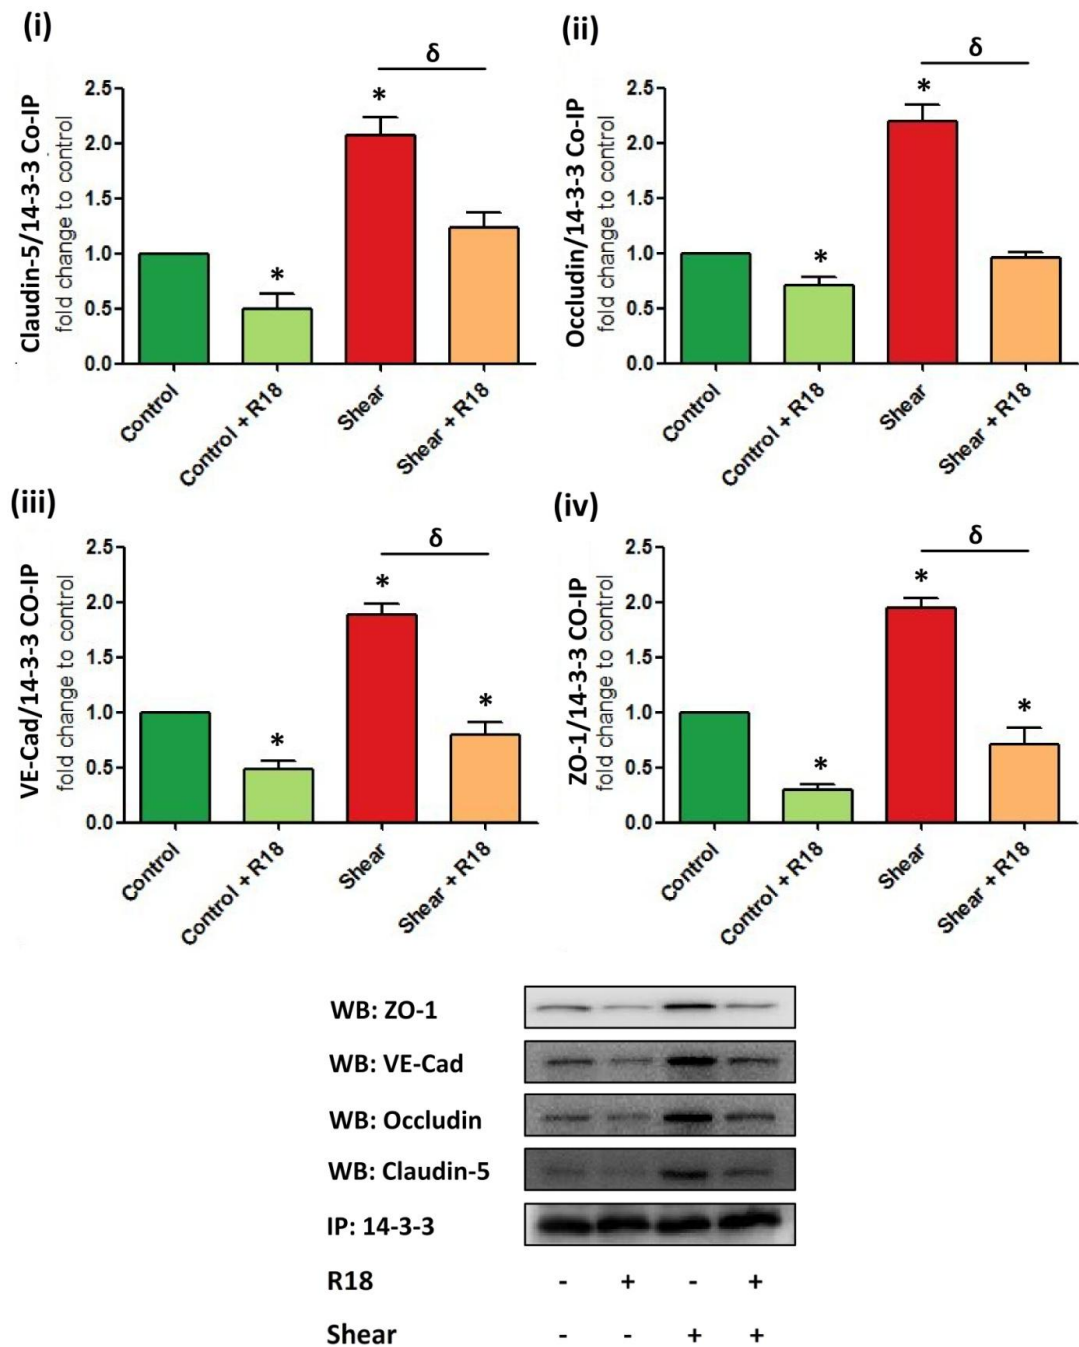 (i)
δ
*
*
2.5
2.0
1.5
1.0
0.5
0.0
Claudin-5/14-3-3 Co-IP
fold change to control
Control
Control + R18
Shear
Shear + R18
(ii)
δ
*
*
2.5
2.0
1.5
1.0
0.5
0.0
Occludin/14-3-3 Co-IP
fold change to control
Control
Control + R18
Shear
Shear + R18
(iii)
δ
*
*
*
2.5
2.0
1.5
1.0
0.5
0.0
VE-Cad/14-3-3 CO-IP
fold change to control
Control
Control + R18
Shear
Shear + R18
(iv)
δ
*
*
*
2.5
2.0
1.5
1.0
0.5
0.0
ZO-1/14-3-3 CO-IP
fold change to control
Control
Control + R18
Shear
Shear + R18
WB: ZO-1
WB: VE-Cad
WB: Occludin
WB: Claudin-5
IP: 14-3-3
R18 - + - +
Shear - - + +